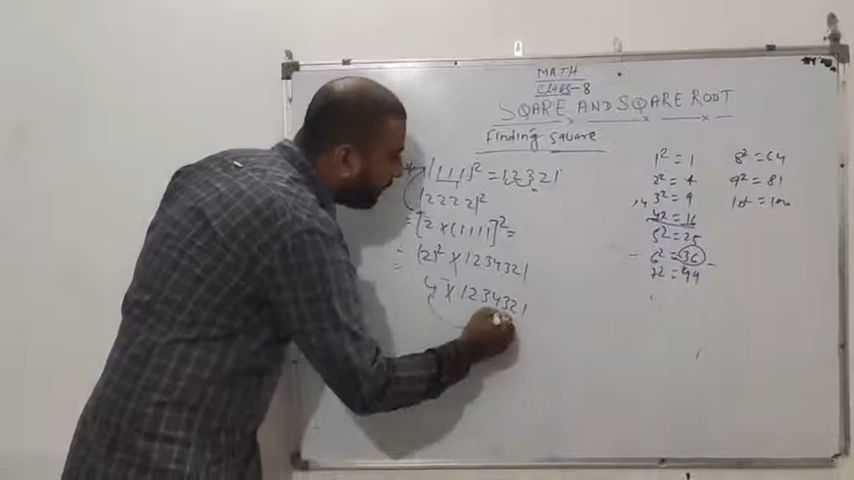 MATH
CLASS-8
SQARE AND SQARE ROOT
Finding square
* (111)² = 12321
(2222)²
= [2 × (1111]² =
= (2)² × 1234321
=
4 × 1234321
1² = 1
2² = 4
3² = 9
4² = 16
5² = 25
6² = 36
7² = 49
8² = 64
9² = 81